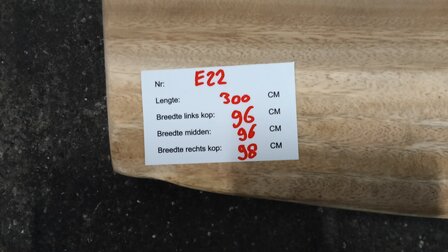 Nr: E22
Lengte: 300 CM
Breedte links kop: 96 CM
Breedte midden: 96 CM
Breedte rechts kop: 98 CM